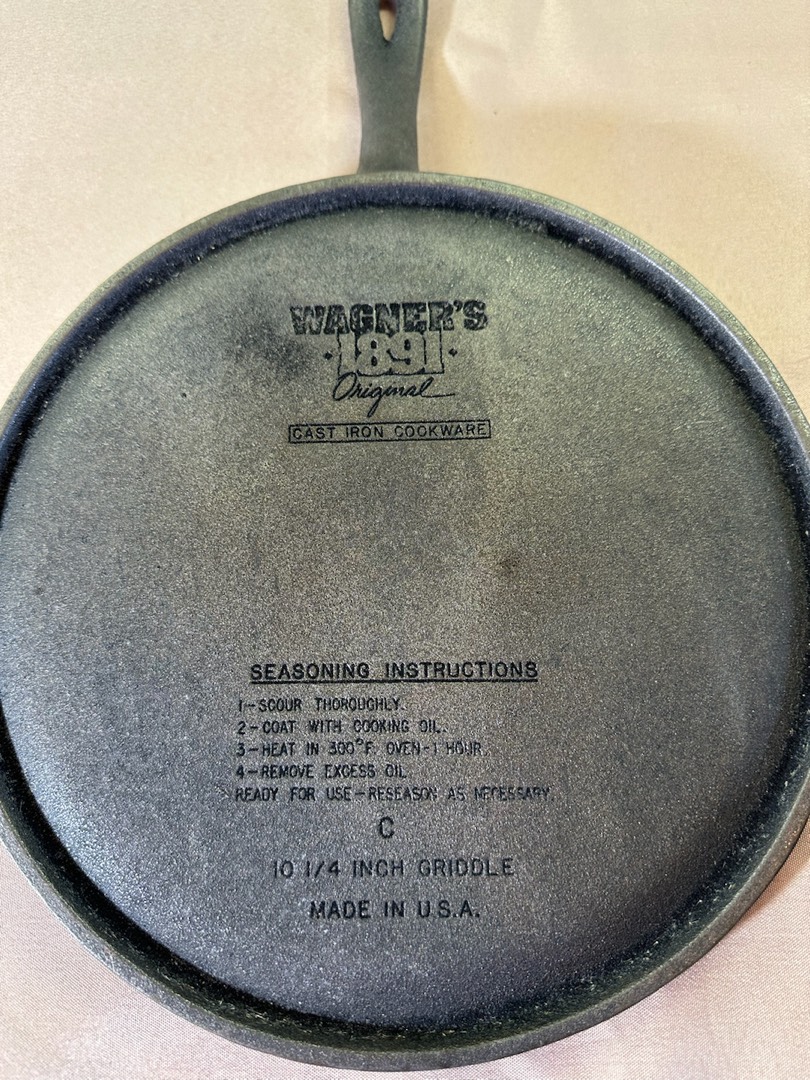 WAGNER'S
·1891·
Original
CAST IRON COOKWARE
SEASONING INSTRUCTIONS
1-SCOUR THOROUGHLY.
2-COAT WITH COOKING OIL.
3-HEAT IN 300°F. OVEN-1 HOUR
4-REMOVE EXCESS OIL
READY FOR USE-RESEASON AS NECESSARY.
C
10 1/4 INCH GRIDDLE
MADE IN U.S.A.